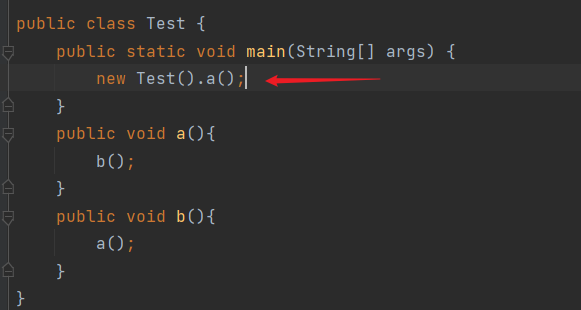 public class Test {
    public static void main(String[] args) {
        new Test().a();
    }
    public void a(){
        b();
    }
    public void b(){
        a();
    }
}